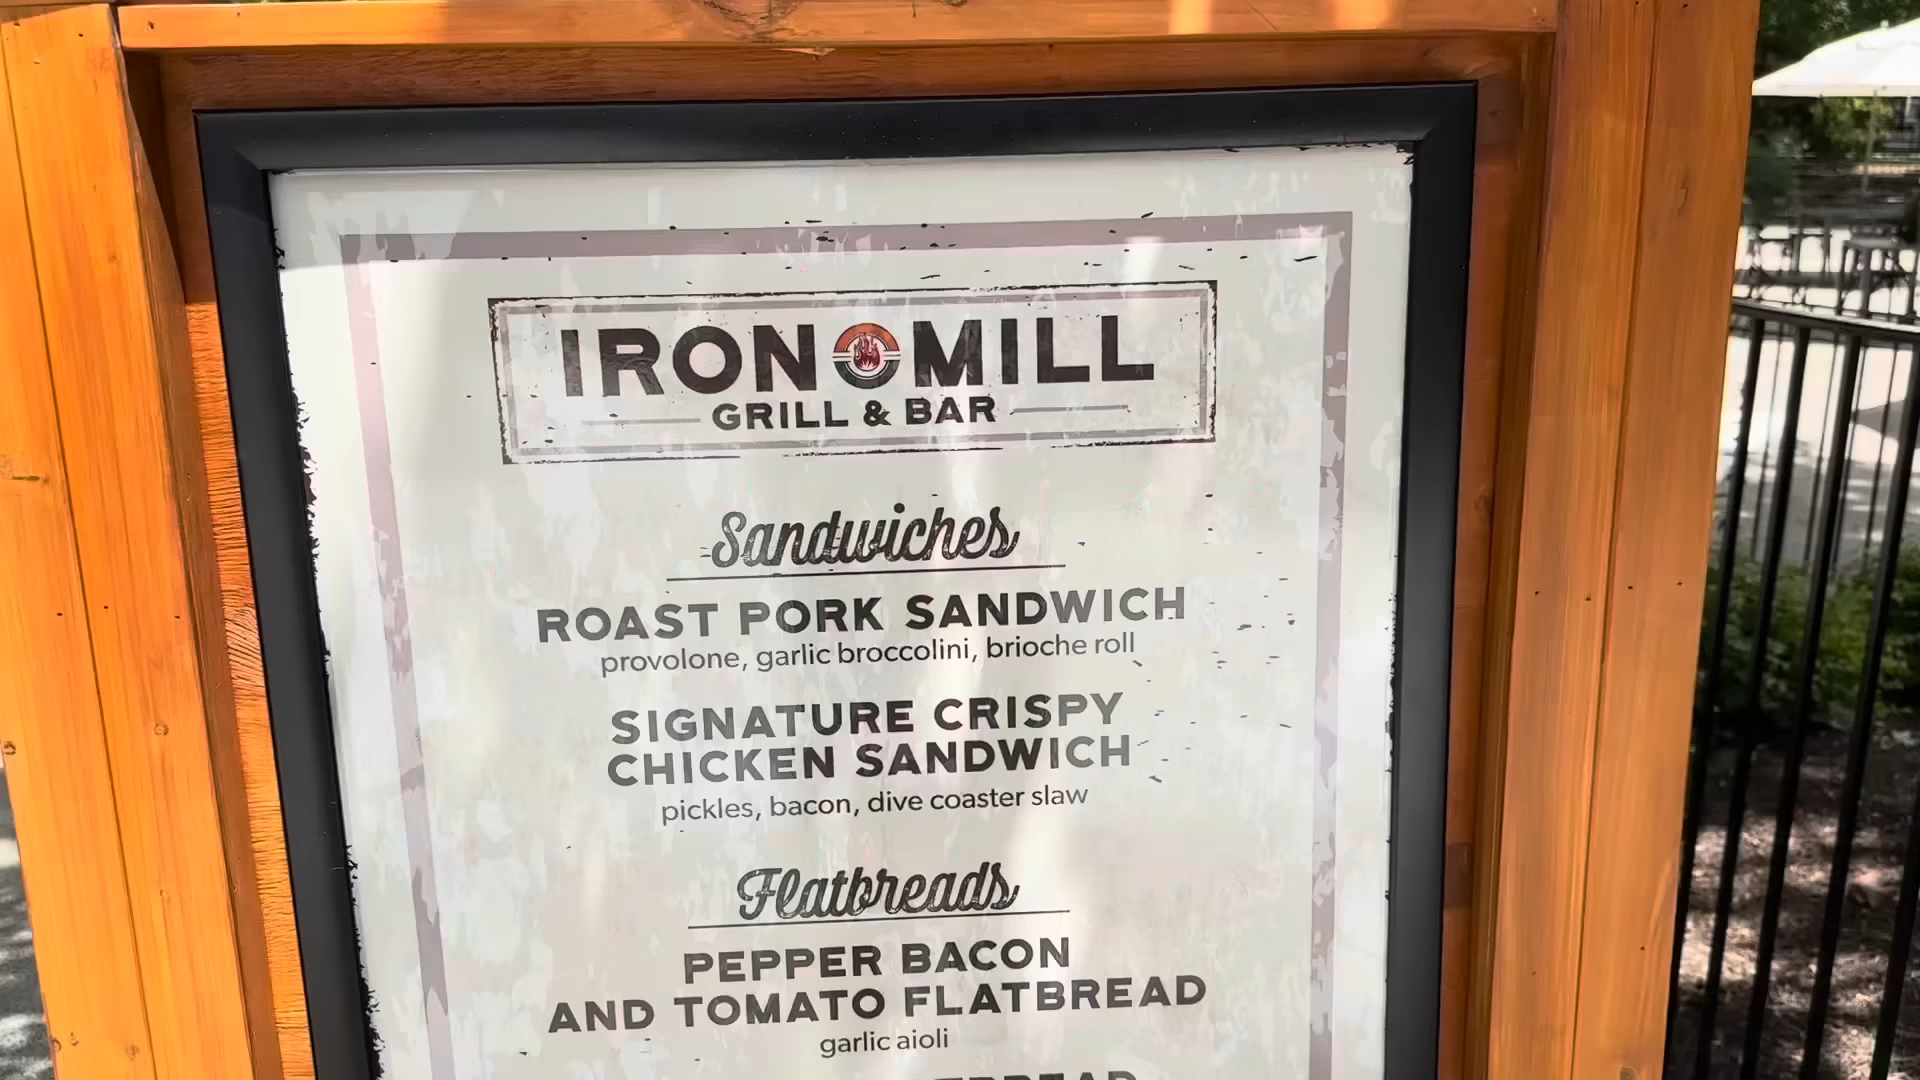 IRON MILL
GRILL & BAR
Sandwiches
ROAST PORK SANDWICH
provolone, garlic broccolini, brioche roll
SIGNATURE CRISPY
CHICKEN SANDWICH
pickles, bacon, dive coaster slaw
Flatbreads
PEPPER BACON
AND TOMATO FLATBREAD
garlic aioli